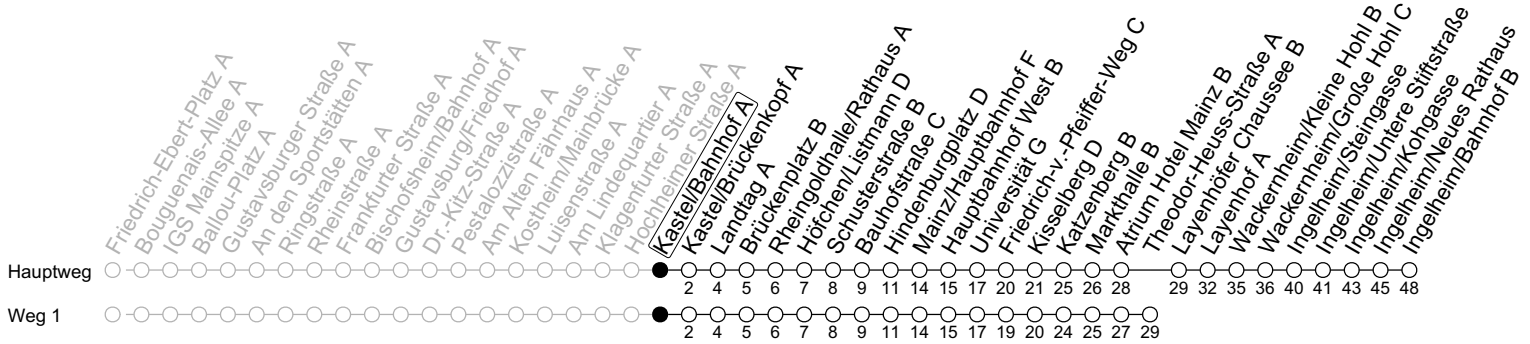 Friedrich-Ebert-Platz A
Bouguenais-Allee A
IGS Mainspitze A
Ballou-Platz A
Gustavsburger Straße A
An den Sportstätten A
Ringstraße A
Rheinstraße A
Frankfurter Straße A
Bischofsheim/Bahnhof A
Gustavsburg/Friedhof A
Dr.-Kitz-Straße A
Pestalozzistraße A
Am Alten Fährhaus A
Kostheim/Mainbrücke A
Luisenstraße A
Am Lindequartier A
Klagenfurter Straße A
Hochheimer Straße A
Kastel/Bahnhof A
Kastel/Brückenkopf A
Landtag A
Brückenplatz B
Rheingoldhalle/Rathaus A
Höfchen/Listmann D
Schusterstraße B
Bauhofstraße C
Hindenburgplatz D
Mainz/Hauptbahnhof F
Hauptbahnhof West B
Universität G
Friedrich-v.-Pfeiffer-Weg C
Kisselberg D
Katzenberg B
Markthalle B
Atrium Hotel Mainz B
Theodor-Heuss-Straße A
Layenhöfer Chaussee B
Layenhof A
Wackernheim/Kleine Hohl B
Wackernheim/Große Hohl C
Ingelheim/Steingasse
Ingelheim/Untere Stiftstraße
Ingelheim/Kohgasse
Ingelheim/Neues Rathaus
Ingelheim/Bahnhof B
Hauptweg
2 4 5 6 7 8 9 11 14 15 17 20 21 25 26 28 29 32 35 36 40 41 43 45 48
Weg 1
2 4 5 6 7 8 9 11 14 15 17 19 20 24 25 27 29